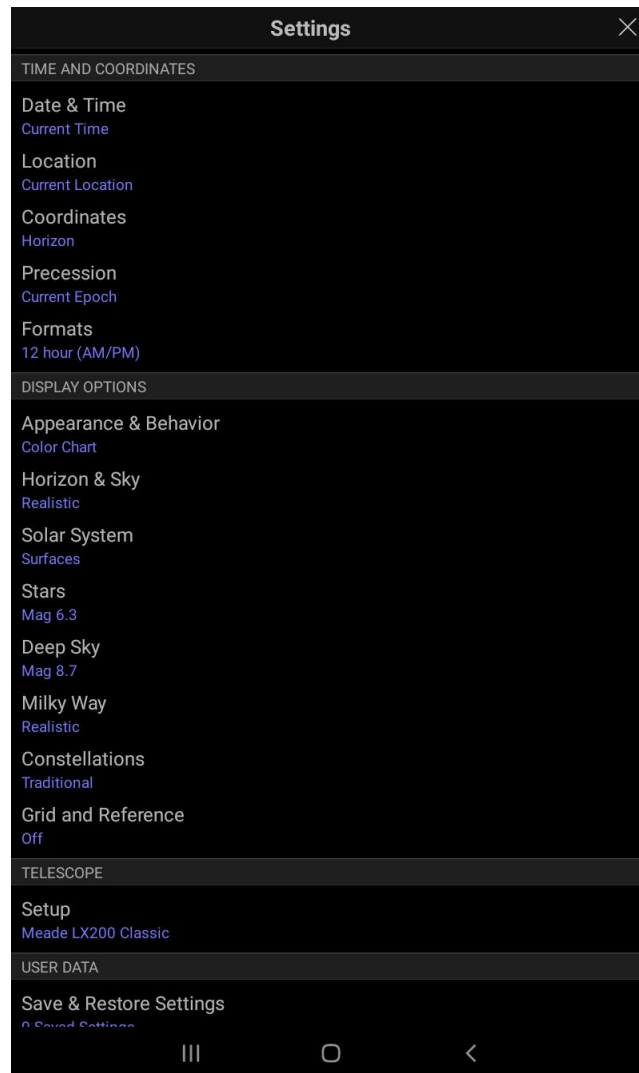 Settings
TIME AND COORDINATES
Date & Time
Current Time
Location
Current Location
Coordinates
Horizon
Precession
Current Epoch
Formats
12 hour (AM/PM)
DISPLAY OPTIONS
Appearance & Behavior
Color Chart
Horizon & Sky
Realistic
Solar System
Surfaces
Stars
Mag 6.3
Deep Sky
Mag 8.7
Milky Way
Realistic
Constellations
Traditional
Grid and Reference
Off
TELESCOPE
Setup
Meade LX200 Classic
USER DATA
Save & Restore Settings
0 Saved Settings